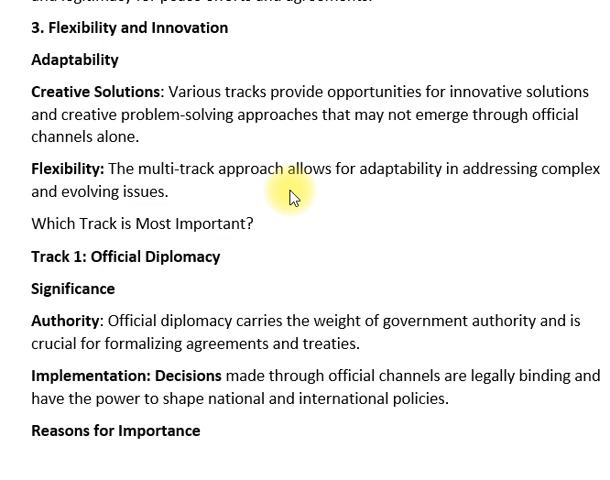 3. Flexibility and Innovation
Adaptability
Creative Solutions: Various tracks provide opportunities for innovative solutions
and creative problem-solving approaches that may not emerge through official
channels alone.
Flexibility: The multi-track approach allows for adaptability in addressing complex
and evolving issues.
Which Track is Most Important?
Track 1: Official Diplomacy
Significance
Authority: Official diplomacy carries the weight of government authority and is
crucial for formalizing agreements and treaties.
Implementation: Decisions made through official channels are legally binding and
have the power to shape national and international policies.
Reasons for Importance